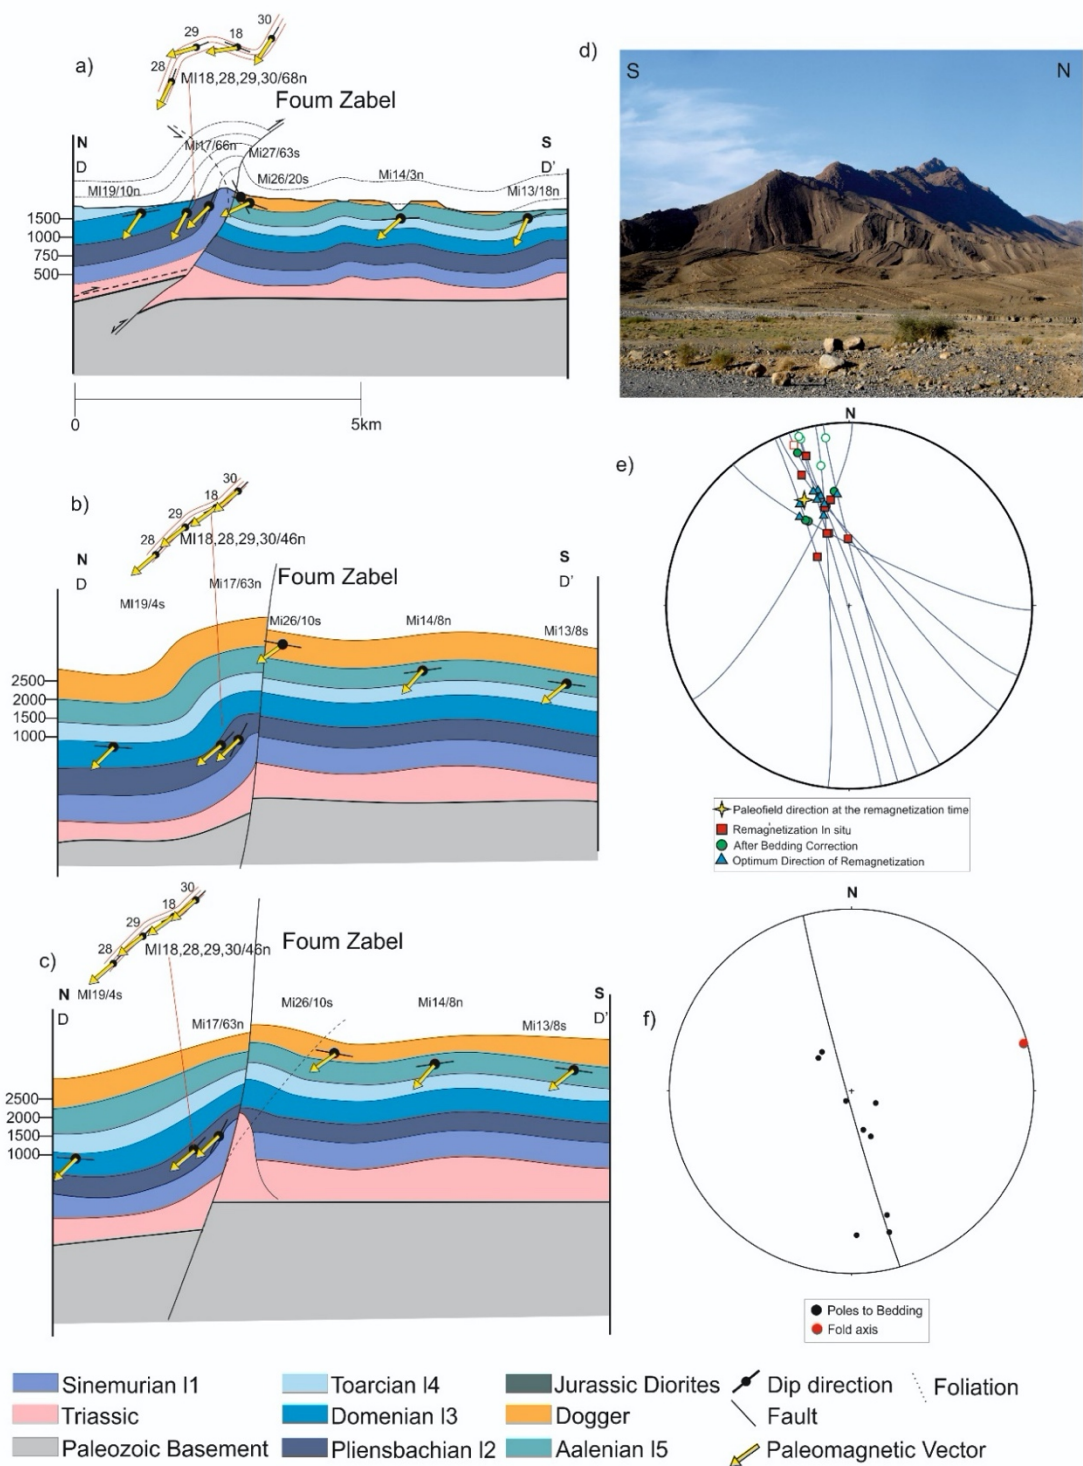 a)
28
29
18
30
MI18,28,29,30/68n
Foum Zabel
N
D
S
D'
Mi17/66n
Mi27/63s
Mi26/20s
Mi14/3n
MI19/10n
Mi13/18n
1500
1000
750
500
0
5km
d)
S
N
b)
28
29
18
30
MI18,28,29,30/46n
N
D
S
D'
Foum Zabel
Mi17/63n
MI19/4s
Mi26/10s
Mi14/8n
Mi13/8s
2500
2000
1500
1000
e)
N
Paleofield direction at the remagnetization time
Remagnetization In situ
After Bedding Correction
Optimum Direction of Remagnetization
c)
28
29
18
30
MI18,28,29,30/46n
Foum Zabel
MI19/4s
N
D
S
D'
Mi17/63n
Mi26/10s
Mi14/8n
Mi13/8s
2500
2000
1500
1000
f)
N
Poles to Bedding
Fold axis
Sinemurian l1
Toarcian l4
Jurassic Diorites
Dip direction
Foliation
Triassic
Domenian l3
Dogger
Fault
Paleozoic Basement
Pliensbachian l2
Aalenian l5
Paleomagnetic Vector